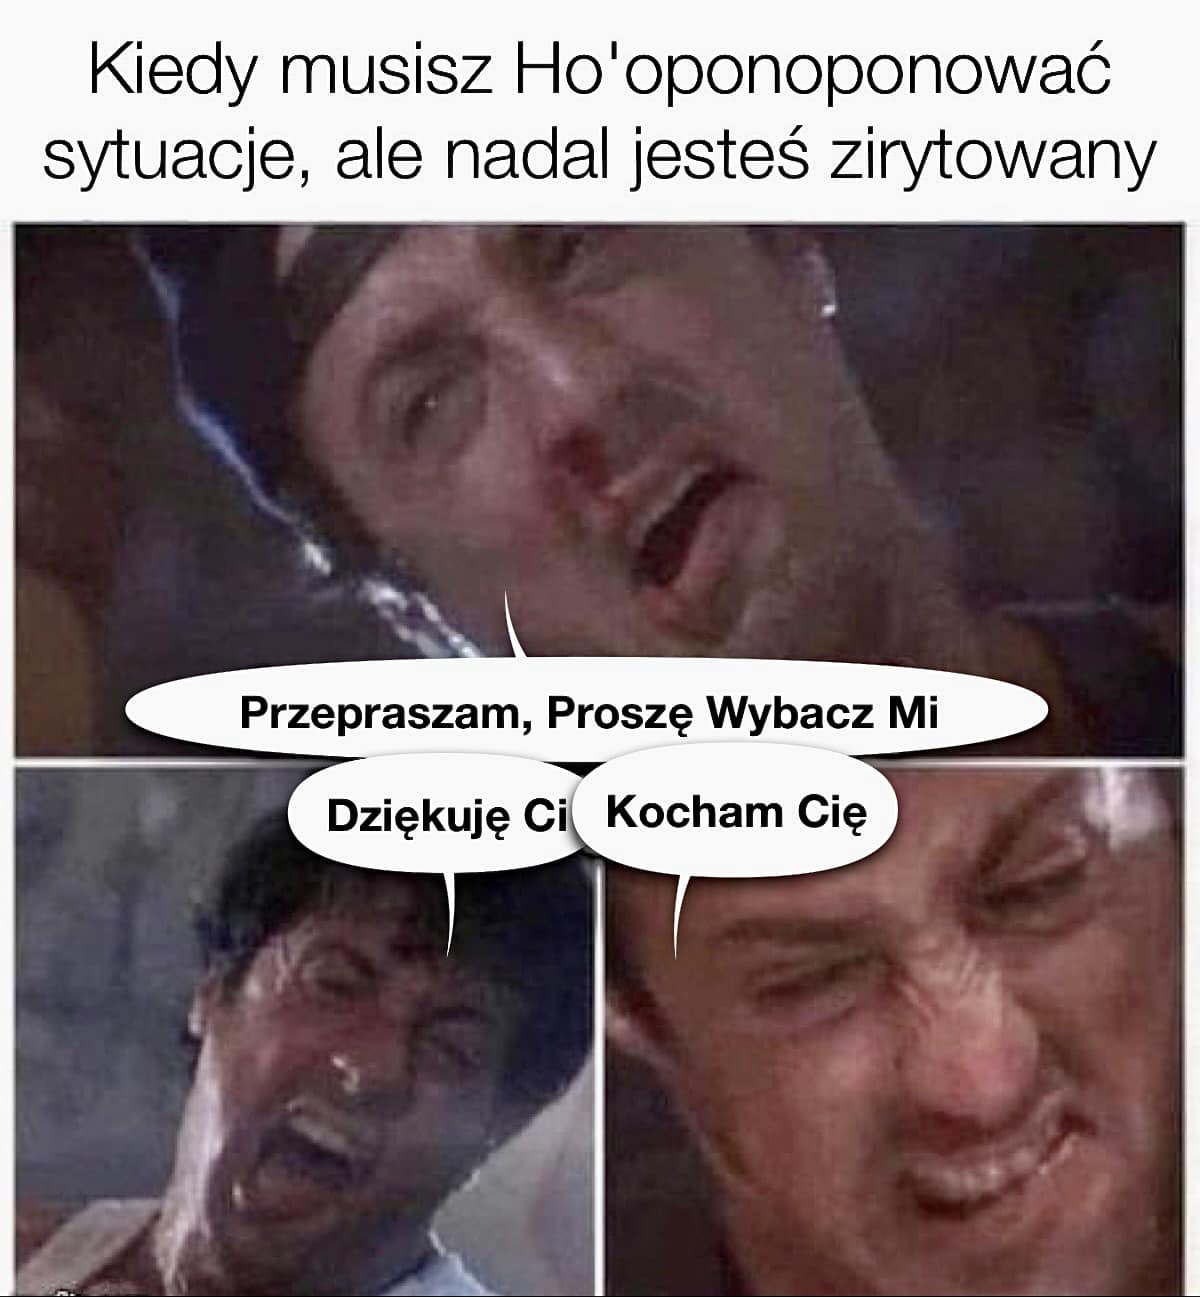 Kiedy musisz Ho'oponoponować
sytuacje, ale nadal jesteś zirytowany
Przepraszam, Proszę Wybacz Mi
Dziękuję Ci
Kocham Cię